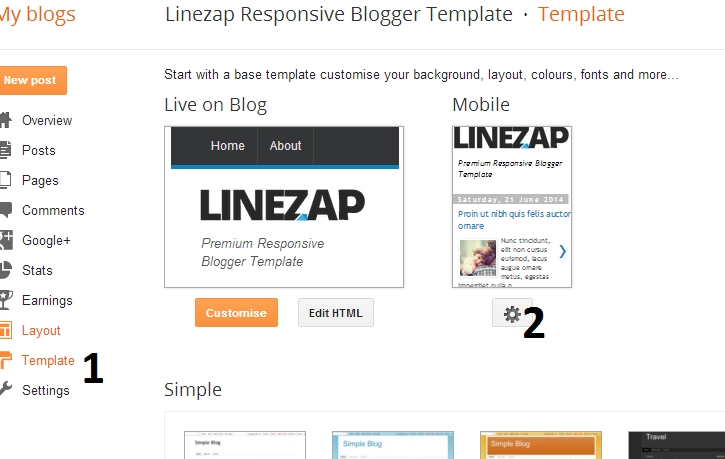 My blogs
Linezap Responsive Blogger Template · Template
New post
Start with a base template customise your background, layout, colours, fonts and more...
Overview
Posts
Pages
Comments
Google+
Stats
Earnings
Layout
Template
1
Settings
Live on Blog
Home
About
LINEZAP
Premium Responsive
Blogger Template
Customise
Edit HTML
Mobile
LINEZAP
Premium Responsive Blogger
Template
Saturday, 21 June 2014
Proin ut nibh quis felis auctor
ornare
Nunc tincidunt,
elit non cursus
euismod, lacus
augue ornare
metus, egestas
imperdiet nulla
2
Simple
Simple Blog
Simple Blog
Simple Blog
Travel